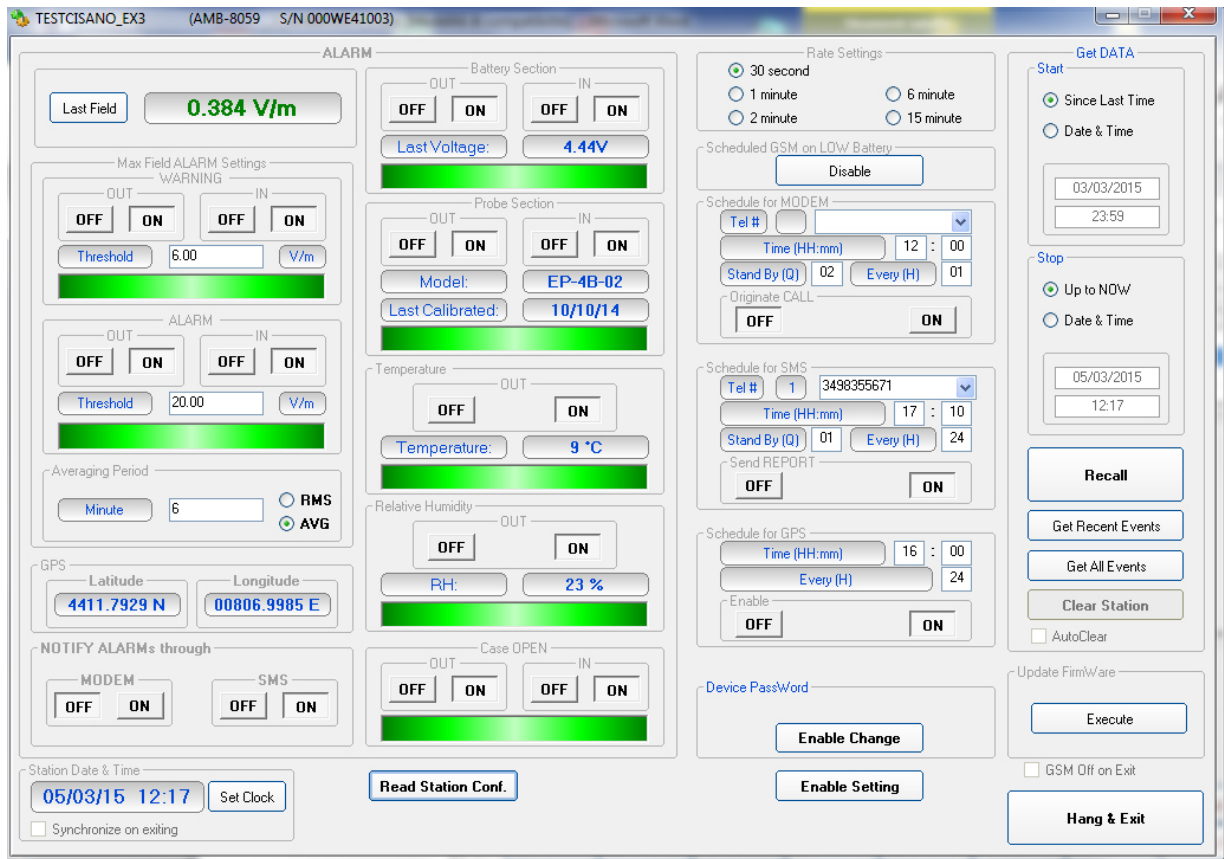 TESTCISANO_EX3 (AMB-8059 S/N 000WE41003)
ALARM
Last Field 0.384 V/m
Max Field ALARM Settings
WARNING
OUT IN
OFF ON OFF ON
Threshold 6.00 V/m
ALARM
OUT IN
OFF ON OFF ON
Threshold 20.00 V/m
Averaging Period
Minute 6
RMS
AVG
GPS
Latitude Longitude
4411.7929 N 00806.9985 E
NOTIFY ALARMs through
MODEM SMS
OFF ON OFF ON
Station Date & Time
05/03/15 12:17 Set Clock
Synchronize on exiting
Battery Section
OUT IN
OFF ON OFF ON
Last Voltage: 4.44V
Probe Section
OUT IN
OFF ON OFF ON
Model: EP-4B-02
Last Calibrated: 10/10/14
Temperature
OUT
OFF ON
Temperature: 9 °C
Relative Humidity
OUT
OFF ON
RH: 23 %
Case OPEN
OUT IN
OFF ON OFF ON
Read Station Conf.
Rate Settings
30 second
1 minute 6 minute
2 minute 15 minute
Scheduled GSM on LOW Battery
Disable
Schedule for MODEM
Tel #
Time (HH:mm) 12 : 00
Stand By (Q) 02 Every (H) 01
Originate CALL
OFF ON
Schedule for SMS
Tel # 1 3498355671
Time (HH:mm) 17 : 10
Stand By (Q) 01 Every (H) 24
Send REPORT
OFF ON
Schedule for GPS
Time (HH:mm) 16 : 00
Every (H) 24
Enable
OFF ON
Device PassWord
Enable Change
Enable Setting
Get DATA
Start
Since Last Time
Date & Time
03/03/2015
23:59
Stop
Up to NOW
Date & Time
05/03/2015
12:17
Recall
Get Recent Events
Get All Events
Clear Station
AutoClear
Update FirmWare
Execute
GSM Off on Exit
Hang & Exit